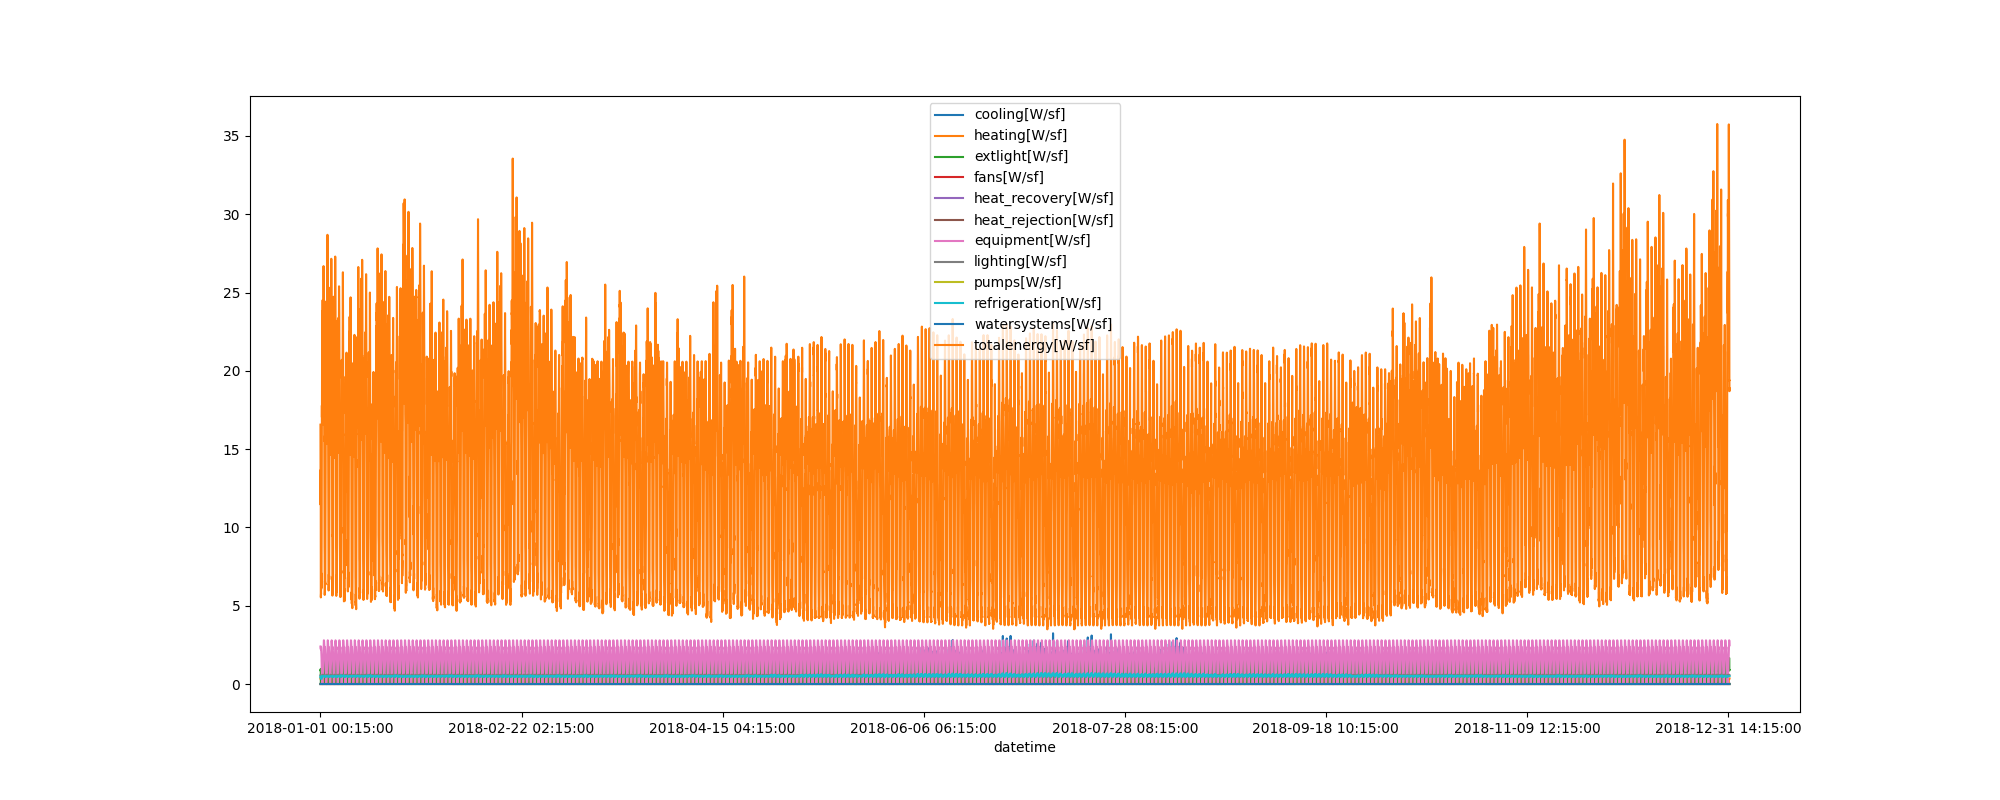 cooling[W/sf]
heating[W/sf]
extlight[W/sf]
fans[W/sf]
heat_recovery[W/sf]
heat_rejection[W/sf]
equipment[W/sf]
lighting[W/sf]
pumps[W/sf]
refrigeration[W/sf]
watersystems[W/sf]
totalenergy[W/sf]
35
30
25
20
15
10
5
0
2018-01-01 00:15:00 2018-02-22 02:15:00 2018-04-15 04:15:00 2018-06-06 06:15:00 2018-07-28 08:15:00 2018-09-18 10:15:00 2018-11-09 12:15:00 2018-12-31 14:15:00
datetime